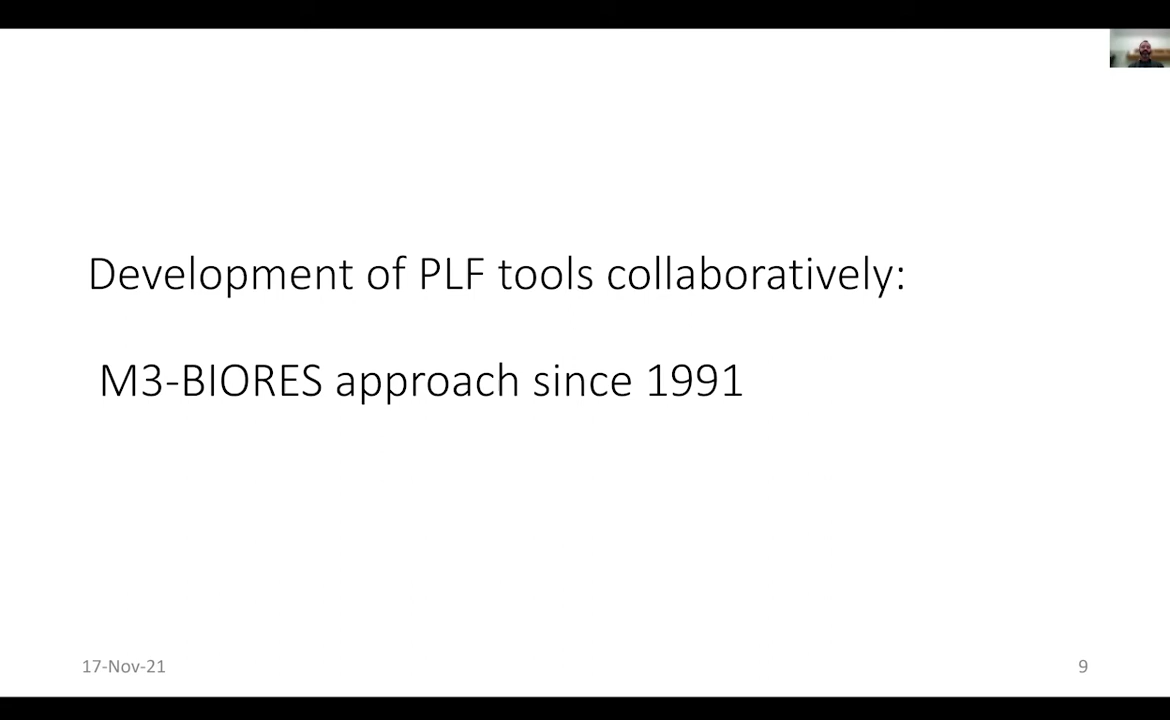 Development of PLF tools collaboratively:
M3-BIORES approach since 1991
17-Nov-21
9